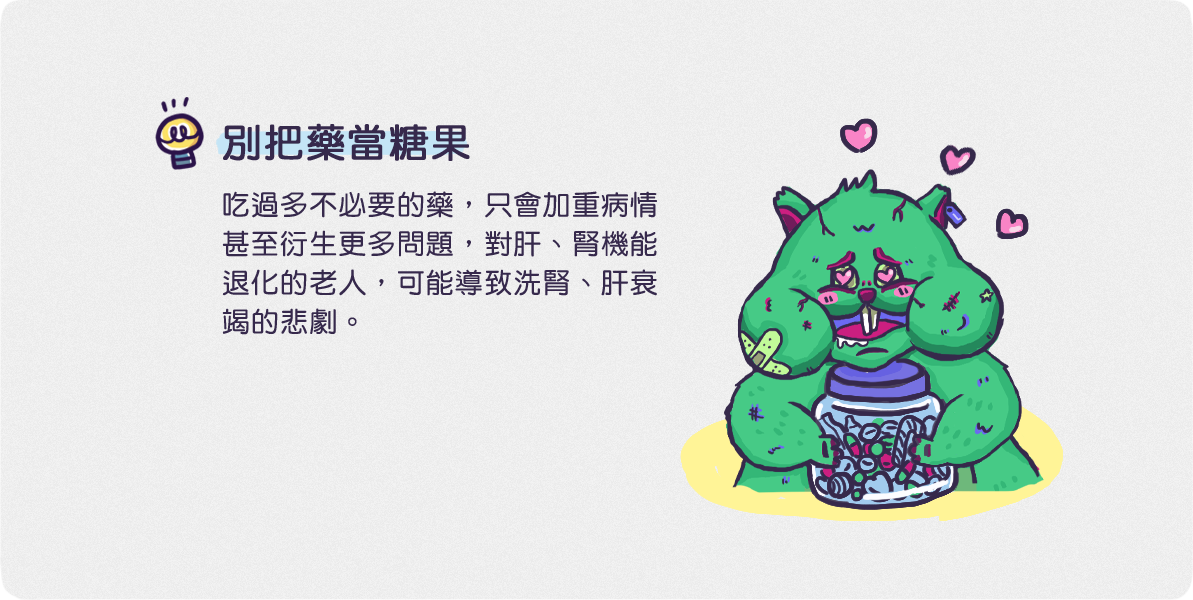 別把藥當糖果
吃過多不必要的藥，只會加重病情
甚至衍生更多問題，對肝、腎機能
退化的老人，可能導致洗腎、肝衰
竭的悲劇。